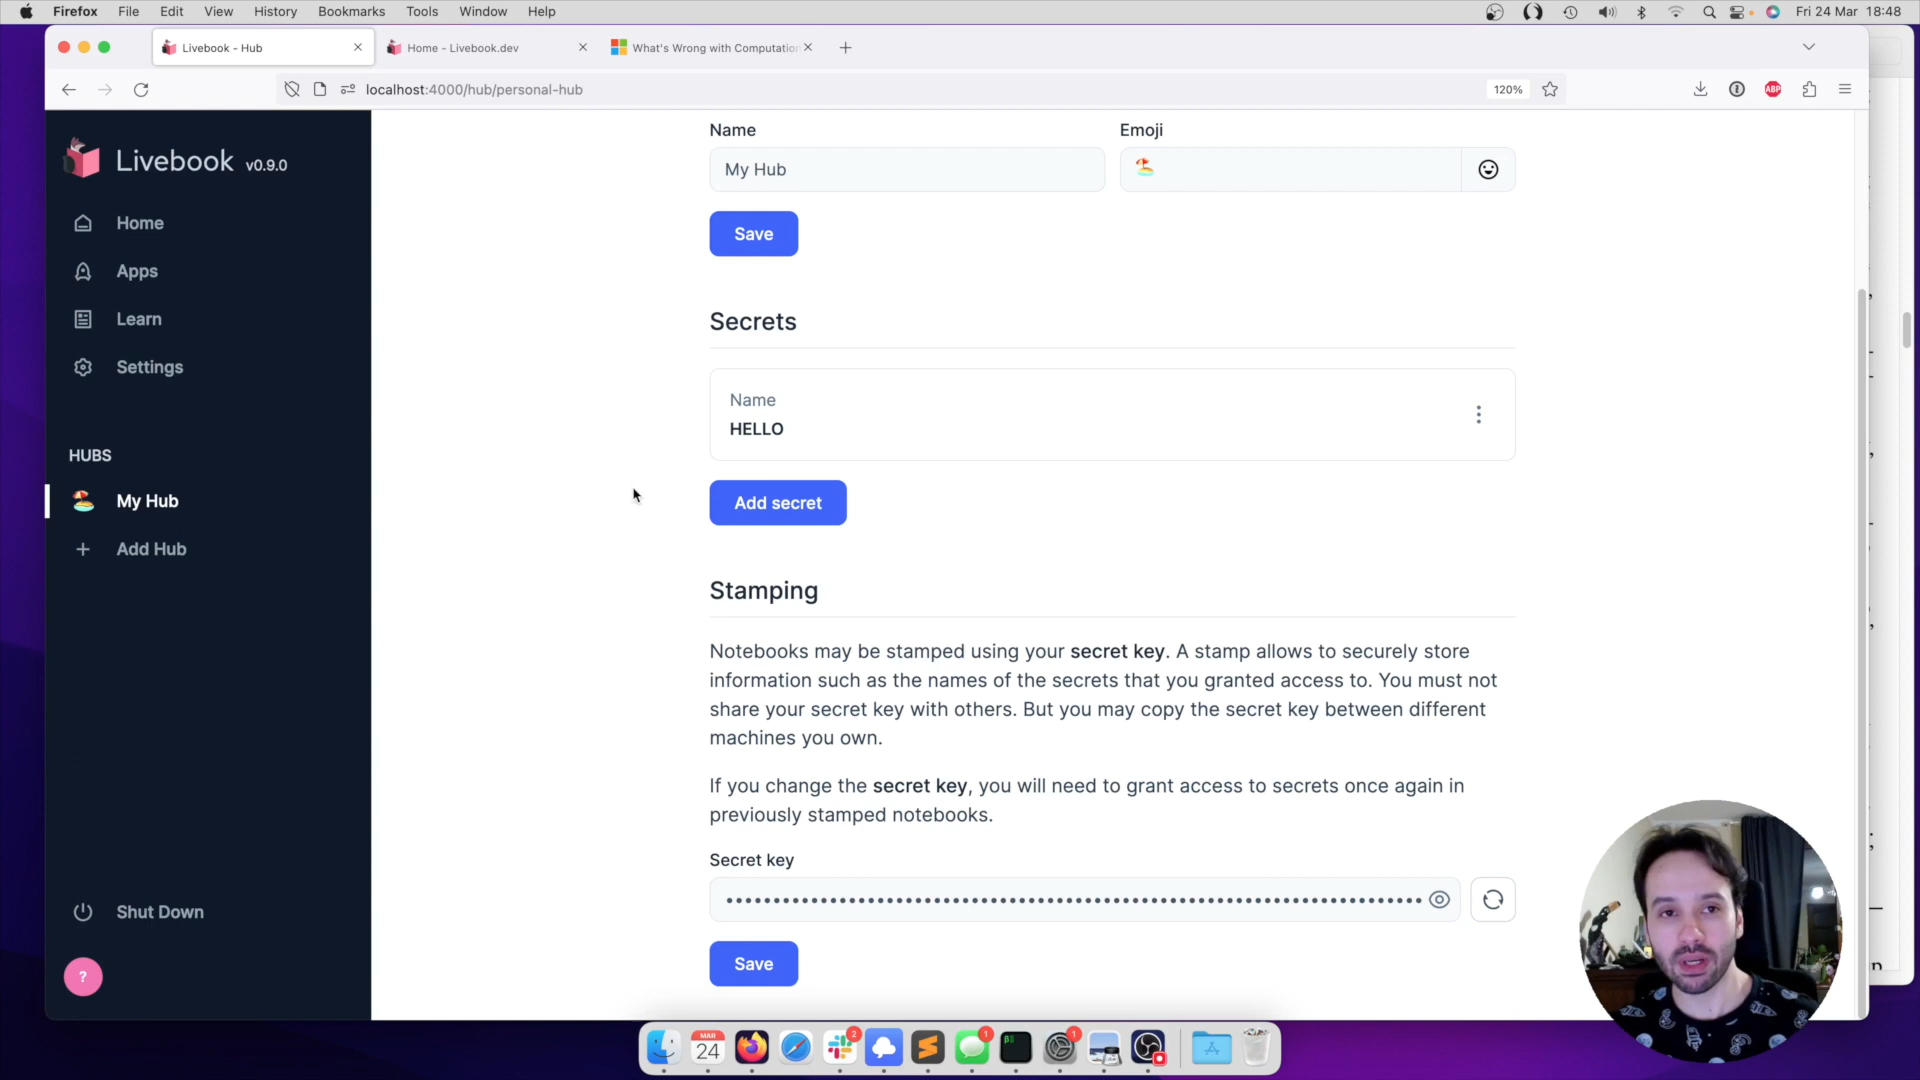 Firefox File Edit View History Bookmarks Tools Window Help
Fri 24 Mar 18:48
Livebook - Hub
Home - Livebook.dev
What's Wrong with Computation
localhost:4000/hub/personal-hub
120%
ABP
Livebook v0.9.0
Home
Apps
Learn
Settings
HUBS
My Hub
Add Hub
Shut Down
?
Name
Emoji
My Hub
Save
Secrets
Name
HELLO
Add secret
Stamping
Notebooks may be stamped using your secret key. A stamp allows to securely store
information such as the names of the secrets that you granted access to. You must not
share your secret key with others. But you may copy the secret key between different
machines you own.
If you change the secret key, you will need to grant access to secrets once again in
previously stamped notebooks.
Secret key
Save
MAR
24
2
1
1